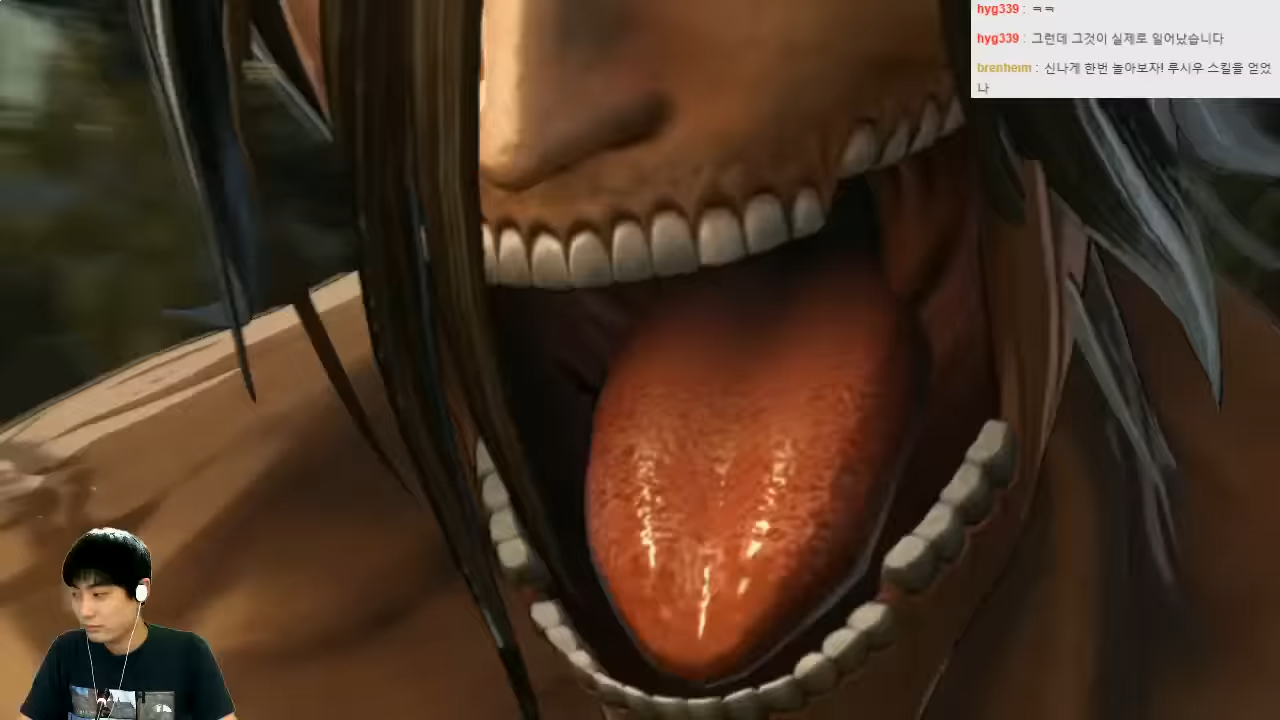 hyg339 : ㅋㅋ
hyg339 : 그런데 그것이 실제로 일어났습니다
brenheim : 신나게 한번 놀아보자! 루시우 스킬을 얻었
나